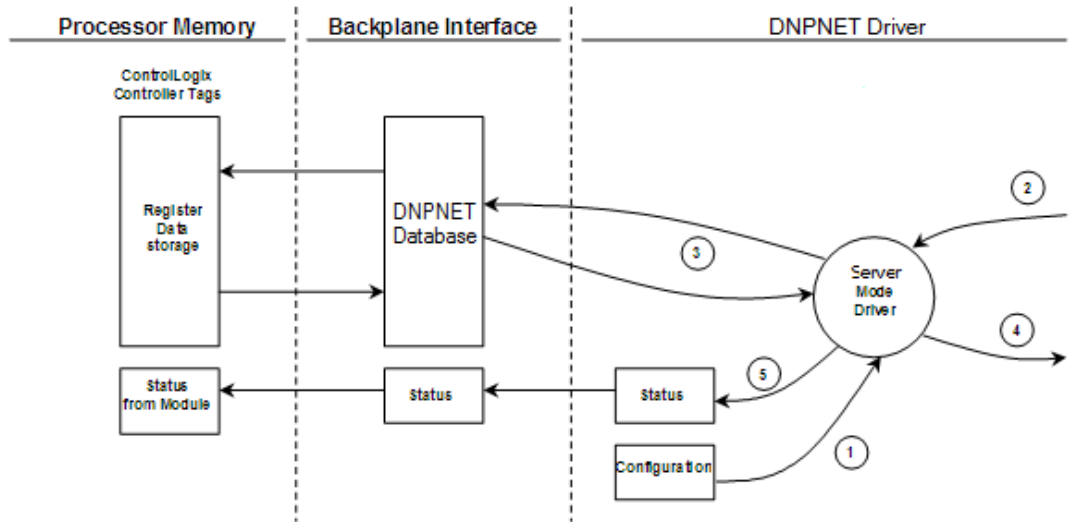 Processor Memory
Backplane Interface
DNPNET Driver
ControlLogix
Controller Tags
Register
Data
storage
DNPNET
Database
2
3
Server
Mode
Driver
4
Status
from Module
Status
Status
5
Configuration
1